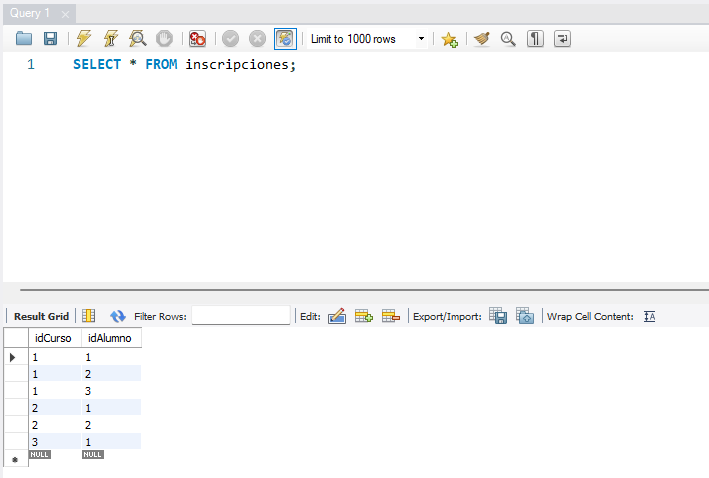 Query 1
Limit to 1000 rows
1 SELECT * FROM inscripciones;
Result Grid Filter Rows: Edit: Export/Import: Wrap Cell Content:
idCurso idAlumno
1 1
1 2
1 3
2 1
2 2
3 1
NULL NULL